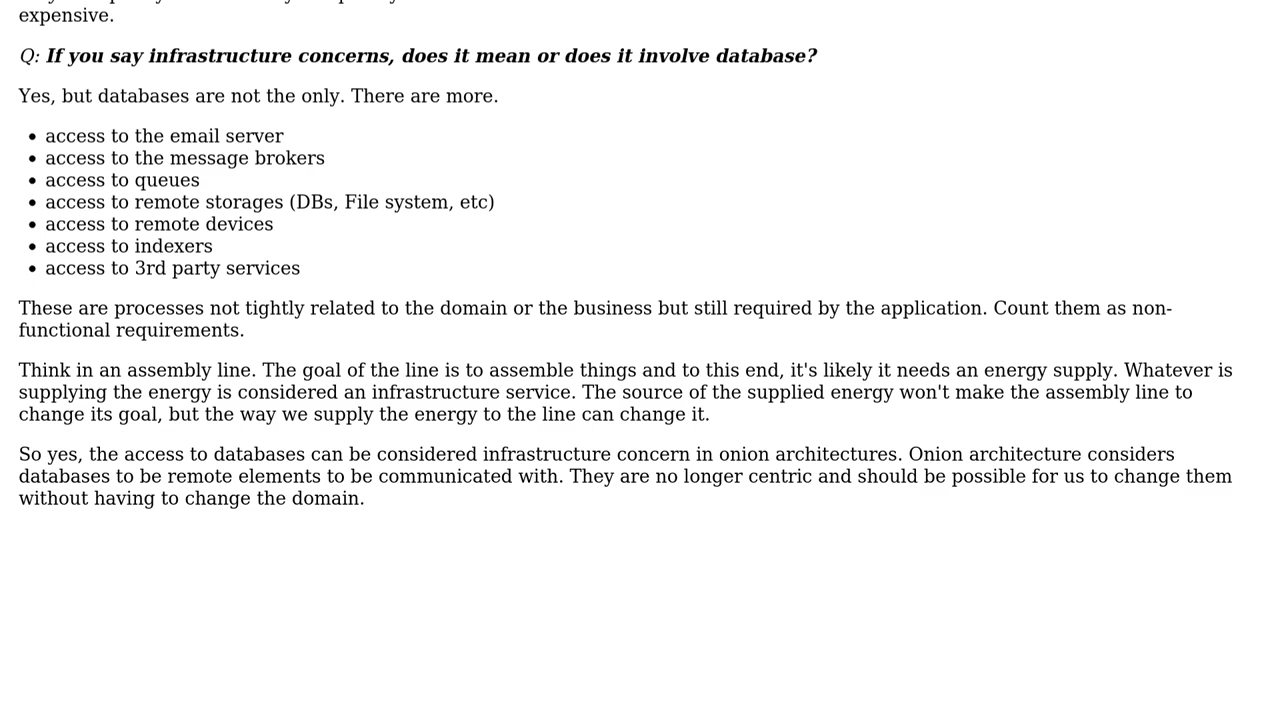 expensive.
Q: If you say infrastructure concerns, does it mean or does it involve database?
Yes, but databases are not the only. There are more.
• access to the email server
• access to the message brokers
• access to queues
• access to remote storages (DBs, File system, etc)
• access to remote devices
• access to indexers
• access to 3rd party services
These are processes not tightly related to the domain or the business but still required by the application. Count them as non-
functional requirements.
Think in an assembly line. The goal of the line is to assemble things and to this end, it's likely it needs an energy supply. Whatever is
supplying the energy is considered an infrastructure service. The source of the supplied energy won't make the assembly line to
change its goal, but the way we supply the energy to the line can change it.
So yes, the access to databases can be considered infrastructure concern in onion architectures. Onion architecture considers
databases to be remote elements to be communicated with. They are no longer centric and should be possible for us to change them
without having to change the domain.